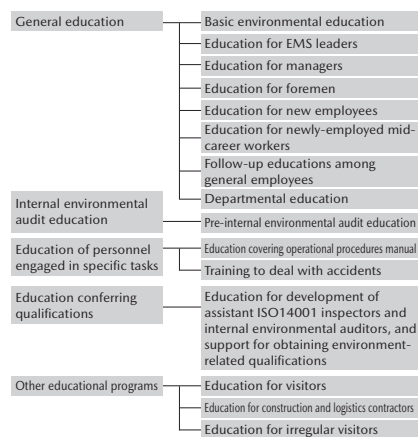 General education
Basic environmental education
Education for EMS leaders
Education for managers
Education for foremen
Education for new employees
Education for newly-employed mid-
career workers
Follow-up educations among
general employees
Departmental education
Internal environmental
audit education
Pre-internal environmental audit education
Education of personnel
engaged in specific tasks
Education covering operational procedures manual
Training to deal with accidents
Education conferring
qualifications
Education for development of
assistant ISO14001 inspectors and
internal environmental auditors, and
support for obtaining environment-
related qualifications
Other educational programs
Education for visitors
Education for construction and logistics contractors
Education for irregular visitors